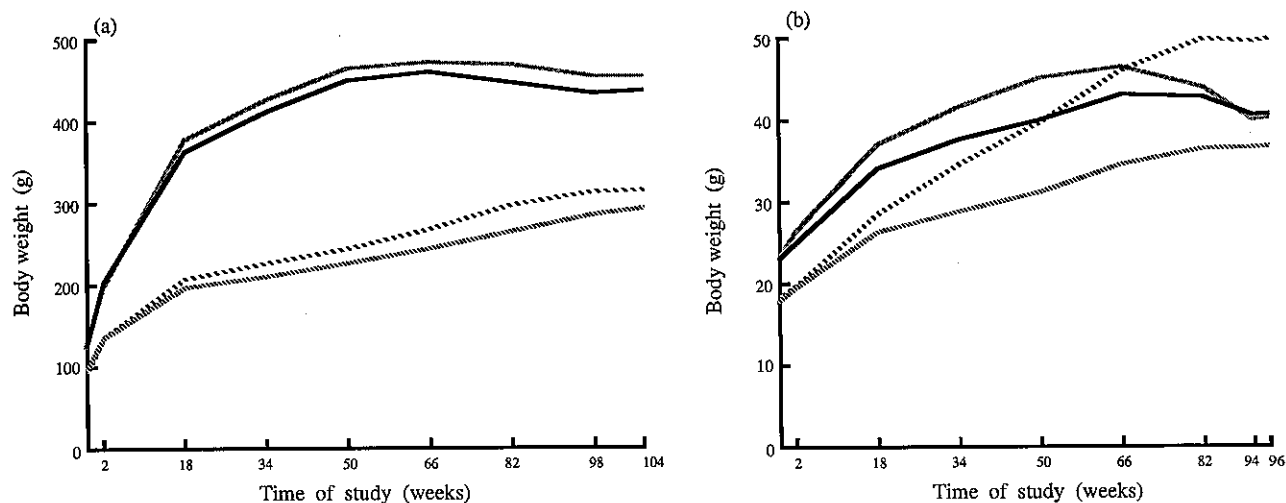 (a)
500
400
300
200
100
0
Body weight (g)
2 18 34 50 66 82 98 104
Time of study (weeks)
(b)
50
40
30
20
10
0
Body weight (g)
2 18 34 50 66 82 94 96
Time of study (weeks)